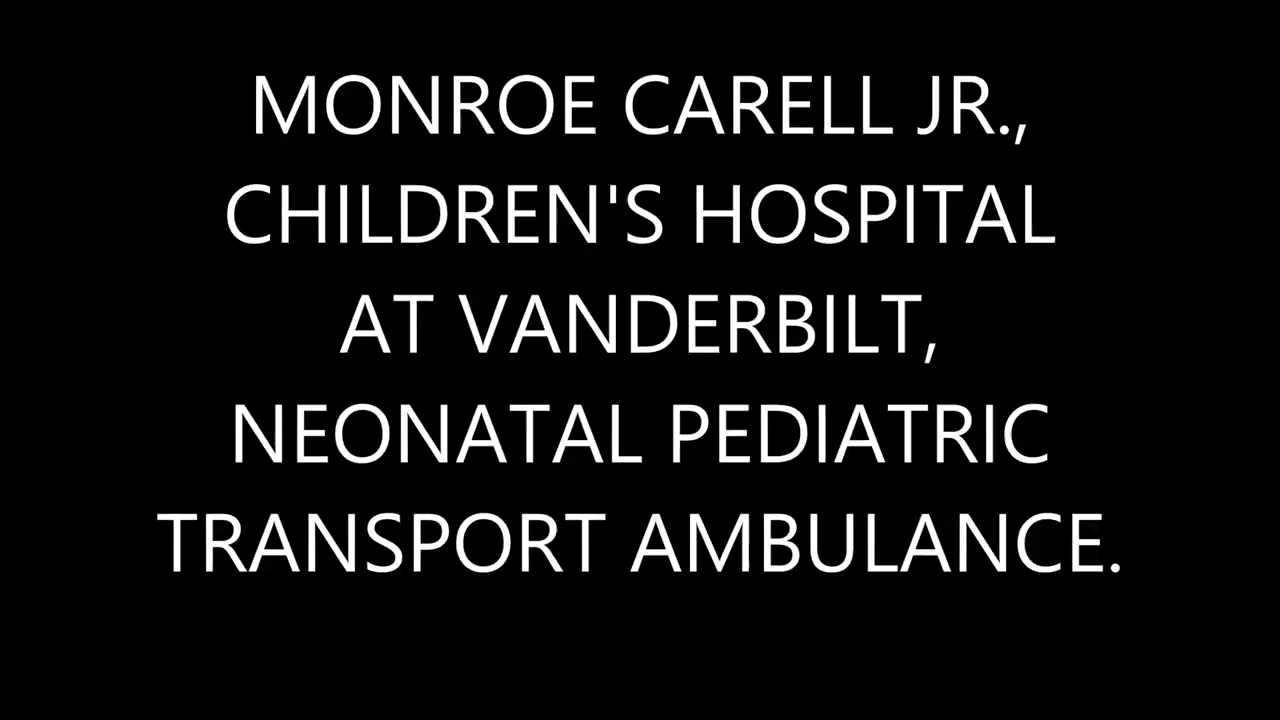 MONROE CARELL JR.,
CHILDREN'S HOSPITAL
AT VANDERBILT,
NEONATAL PEDIATRIC
TRANSPORT AMBULANCE.